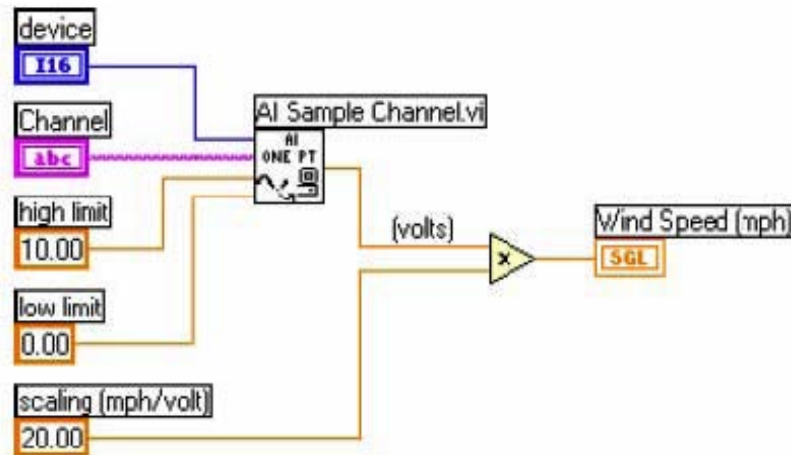 device
I16
Channel
abc
AI Sample Channel.vi
AI
ONE PT
high limit
10.00
(volts)
Wind Speed (mph)
x
SGL
low limit
0.00
scaling (mph/volt)
20.00